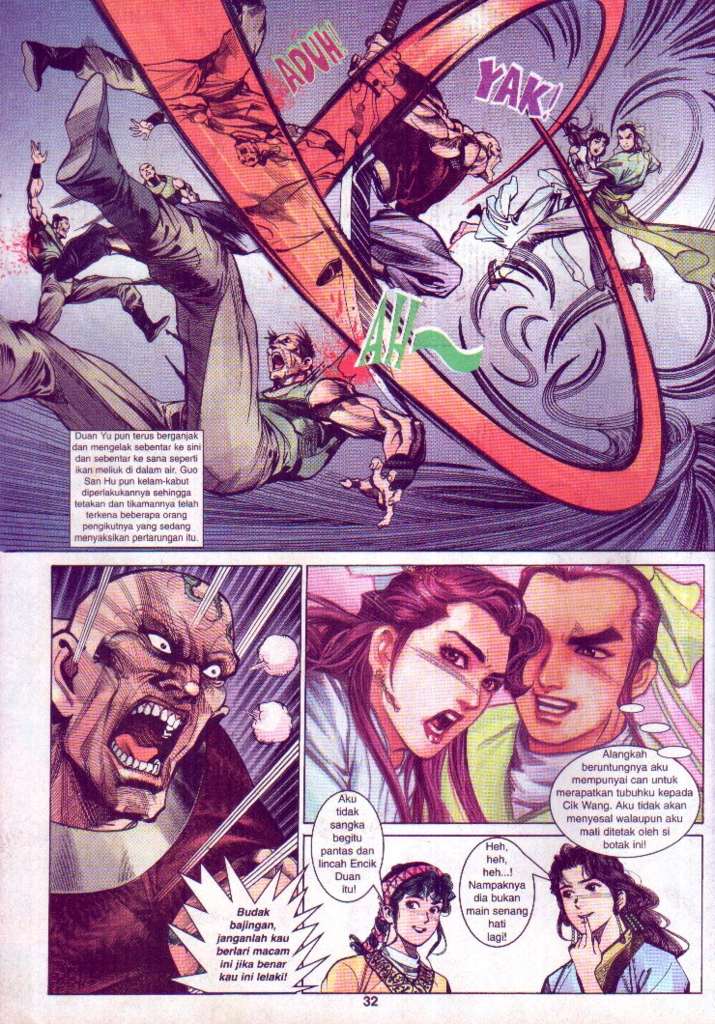 ADUH!
YAK!
AH~
Duan Yu pun terus berganjak
dan mengelak sebentar ke sini
dan sebentar ke sana seperti
ikan meliuk di dalam air. Guo
San Hu pun kelam-kabut
diperlakukannya sehingga
tetakan dan tikamannya telah
terkena beberapa orang
pengikutnya yang sedang
menyaksikan pertarungan itu.
Budak
bajingan,
janganlah kau
berlari macam
ini jika benar
kau ini lelaki!
Alangkah
beruntungnya aku
mempunyai can untuk
merapatkan tubuhku kepada
Cik Wang. Aku tidak akan
menyesal walaupun aku
mati ditetak oleh si
botak ini!
Aku
tidak
sangka
begitu
pantas dan
lincah Encik
Duan
itu!
Heh,
heh,
heh...!
Nampaknya
dia bukan
main senang
hati
lagi!
32